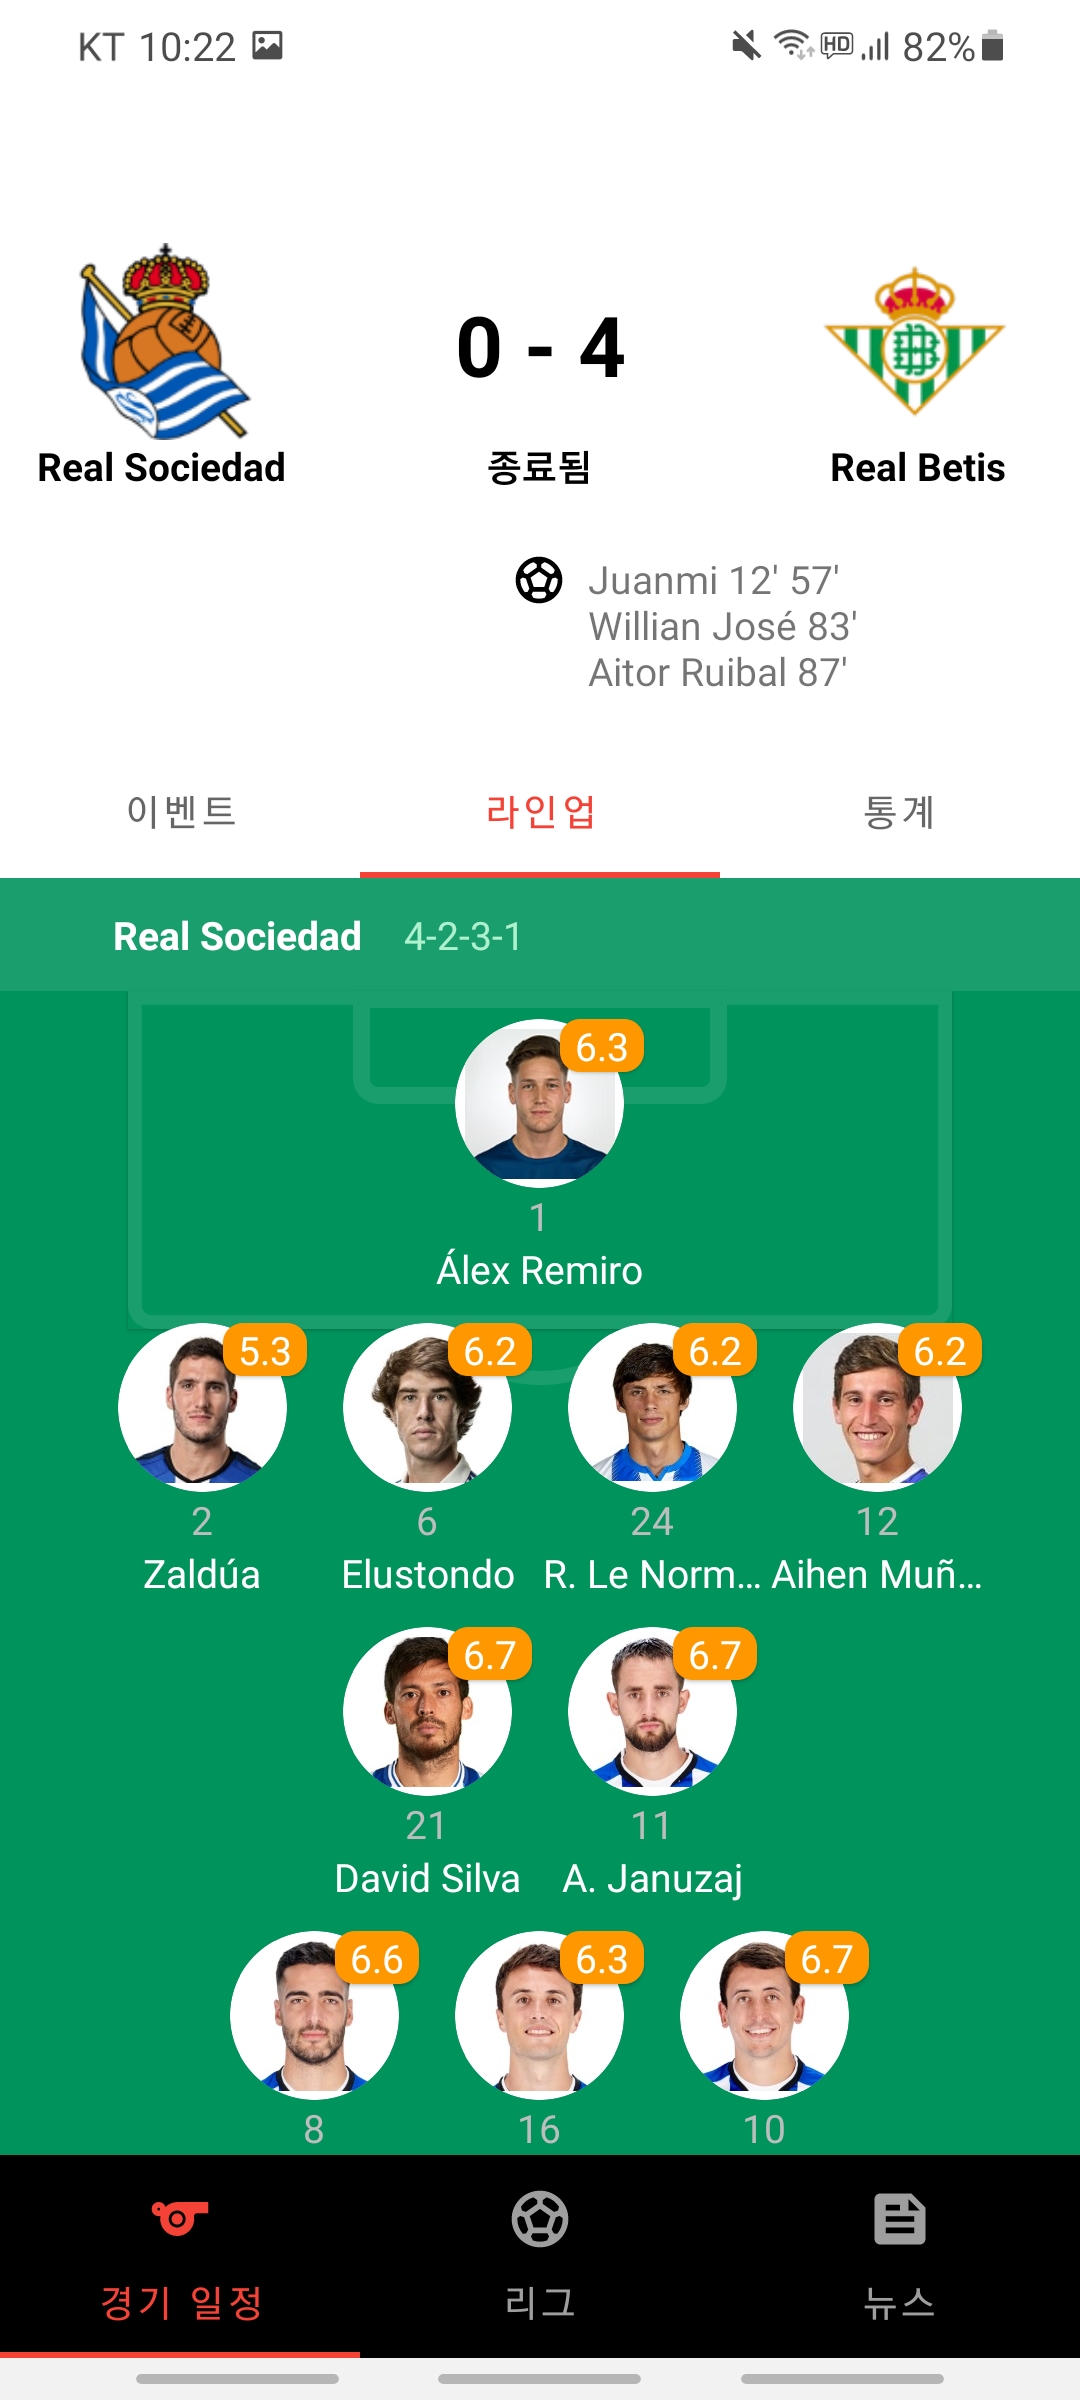 KT 10:22 HD 82%
0 - 4
Real Sociedad 종료됨 Real Betis
Juanmi 12' 57'
Willian José 83'
Aitor Ruibal 87'
이벤트 라인업 통계
Real Sociedad 4-2-3-1
6.3
1
Álex Remiro
5.3 6.2 6.2 6.2
2 6 24 12
Zaldúa Elustondo R. Le Norm... Aihen Muñ...
6.7 6.7
21 11
David Silva A. Januzaj
6.6 6.3 6.7
8 16 10
경기 일정 리그 뉴스